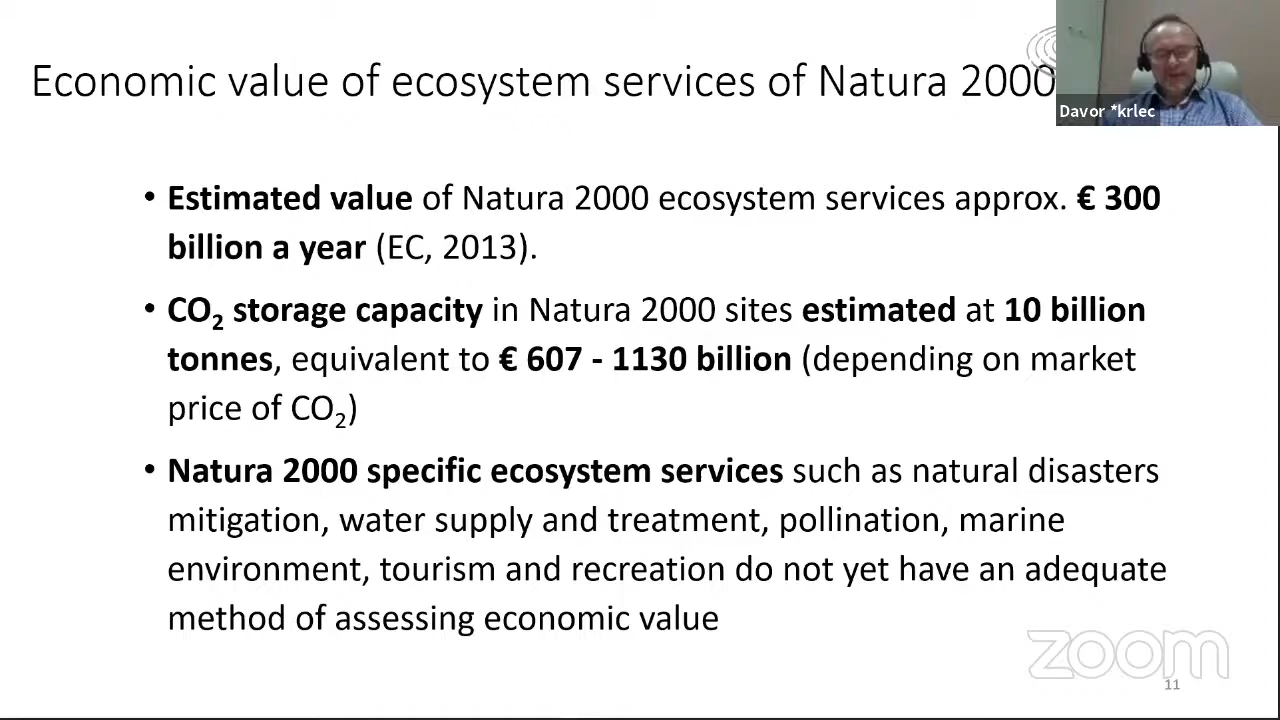 Economic value of ecosystem services of Natura 2000
Davor *krlec
• Estimated value of Natura 2000 ecosystem services approx. € 300
billion a year (EC, 2013).
• CO₂ storage capacity in Natura 2000 sites estimated at 10 billion
tonnes, equivalent to € 607 - 1130 billion (depending on market
price of CO₂)
• Natura 2000 specific ecosystem services such as natural disasters
mitigation, water supply and treatment, pollination, marine
environment, tourism and recreation do not yet have an adequate
method of assessing economic value
zoom
11